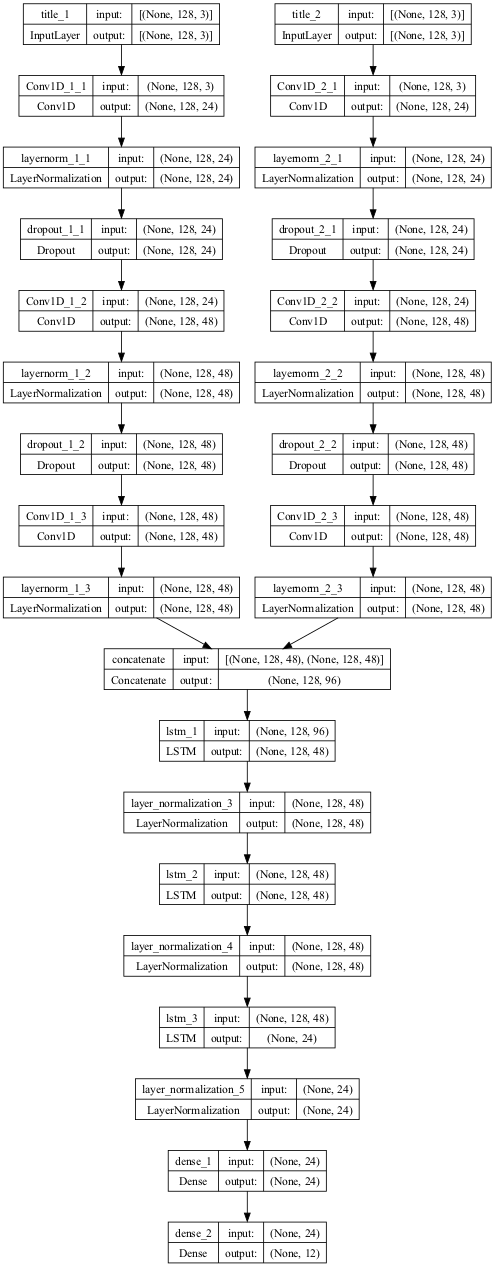 title_1 input: [(None, 128, 3)]
InputLayer output: [(None, 128, 3)]
title_2 input: [(None, 128, 3)]
InputLayer output: [(None, 128, 3)]
Conv1D_1_1 input: (None, 128, 3)
Conv1D output: (None, 128, 24)
Conv1D_2_1 input: (None, 128, 3)
Conv1D output: (None, 128, 24)
layernorm_1_1 input: (None, 128, 24)
LayerNormalization output: (None, 128, 24)
layernorm_2_1 input: (None, 128, 24)
LayerNormalization output: (None, 128, 24)
dropout_1_1 input: (None, 128, 24)
Dropout output: (None, 128, 24)
dropout_2_1 input: (None, 128, 24)
Dropout output: (None, 128, 24)
Conv1D_1_2 input: (None, 128, 24)
Conv1D output: (None, 128, 48)
Conv1D_2_2 input: (None, 128, 24)
Conv1D output: (None, 128, 48)
layernorm_1_2 input: (None, 128, 48)
LayerNormalization output: (None, 128, 48)
layernorm_2_2 input: (None, 128, 48)
LayerNormalization output: (None, 128, 48)
dropout_1_2 input: (None, 128, 48)
Dropout output: (None, 128, 48)
dropout_2_2 input: (None, 128, 48)
Dropout output: (None, 128, 48)
Conv1D_1_3 input: (None, 128, 48)
Conv1D output: (None, 128, 48)
Conv1D_2_3 input: (None, 128, 48)
Conv1D output: (None, 128, 48)
layernorm_1_3 input: (None, 128, 48)
LayerNormalization output: (None, 128, 48)
layernorm_2_3 input: (None, 128, 48)
LayerNormalization output: (None, 128, 48)
concatenate input: [(None, 128, 48), (None, 128, 48)]
Concatenate output: (None, 128, 96)
lstm_1 input: (None, 128, 96)
LSTM output: (None, 128, 48)
layer_normalization_3 input: (None, 128, 48)
LayerNormalization output: (None, 128, 48)
lstm_2 input: (None, 128, 48)
LSTM output: (None, 128, 48)
layer_normalization_4 input: (None, 128, 48)
LayerNormalization output: (None, 128, 48)
lstm_3 input: (None, 128, 48)
LSTM output: (None, 24)
layer_normalization_5 input: (None, 24)
LayerNormalization output: (None, 24)
dense_1 input: (None, 24)
Dense output: (None, 24)
dense_2 input: (None, 24)
Dense output: (None, 12)